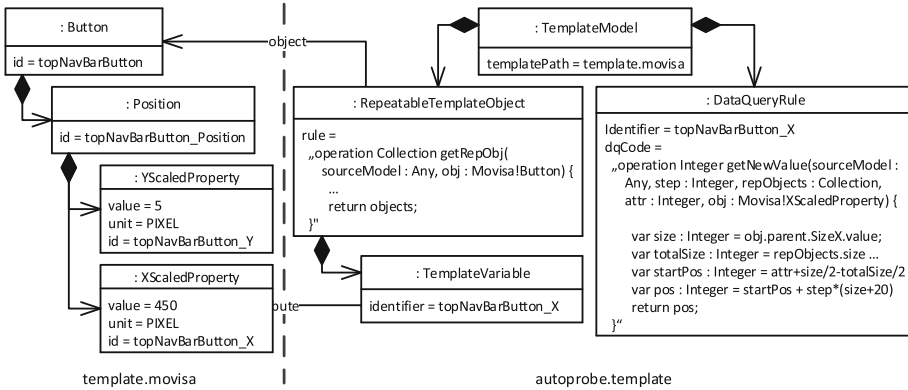 : Button
id = topNavBarButton
: Position
id = topNavBarButton_Position
: YScaledProperty
value = 5
unit = PIXEL
id = topNavBarButton_Y
: XScaledProperty
value = 450
unit = PIXEL
id = topNavBarButton_X
template.movisa
object
bute
: TemplateModel
templatePath = template.movisa
: RepeatableTemplateObject
rule =
„operation Collection getRepObj(
sourceModel : Any, obj : Movisa!Button) {
...
return objects;
}"
: TemplateVariable
identifier = topNavBarButton_X
: DataQueryRule
Identifier = topNavBarButton_X
dqCode =
„operation Integer getNewValue(sourceModel :
Any, step : Integer, repObjects : Collection,
attr : Integer, obj : Movisa!XScaledProperty) {
var size : Integer = obj.parent.SizeX.value;
var totalSize : Integer = repObjects.size ...
var startPos : Integer = attr+size/2-totalSize/2
var pos : Integer = startPos + step*(size+20)
return pos;
}“
autoprobe.template